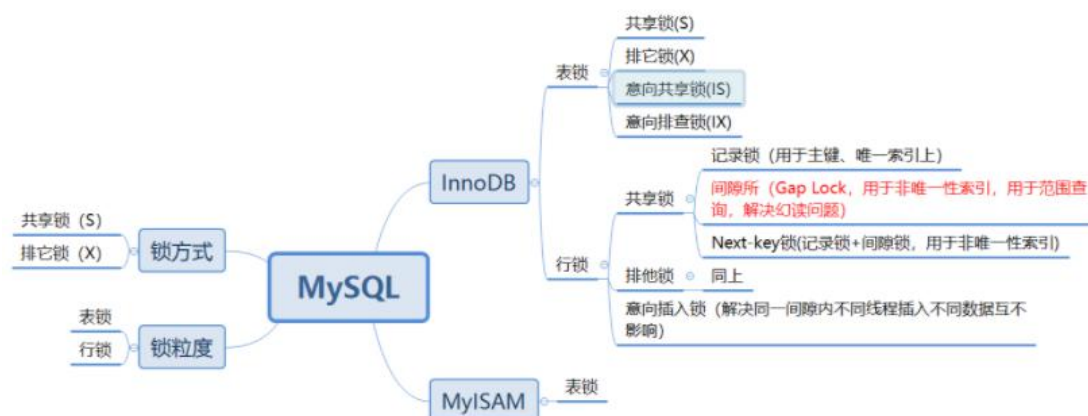 MySQL
锁方式
共享锁（S）
排它锁（X）
锁粒度
表锁
行锁
InnoDB
表锁
共享锁(S)
排它锁(X)
意向共享锁(IS)
意向排查锁(IX)
行锁
共享锁
记录锁（用于主键、唯一索引上）
间隙所（Gap Lock，用于非唯一性索引，用于范围查
询，解决幻读问题）
Next-key锁(记录锁+间隙锁，用于非唯一性索引)
排他锁
同上
意向插入锁（解决同一间隙内不同线程插入不同数据互不
影响）
MyISAM
表锁